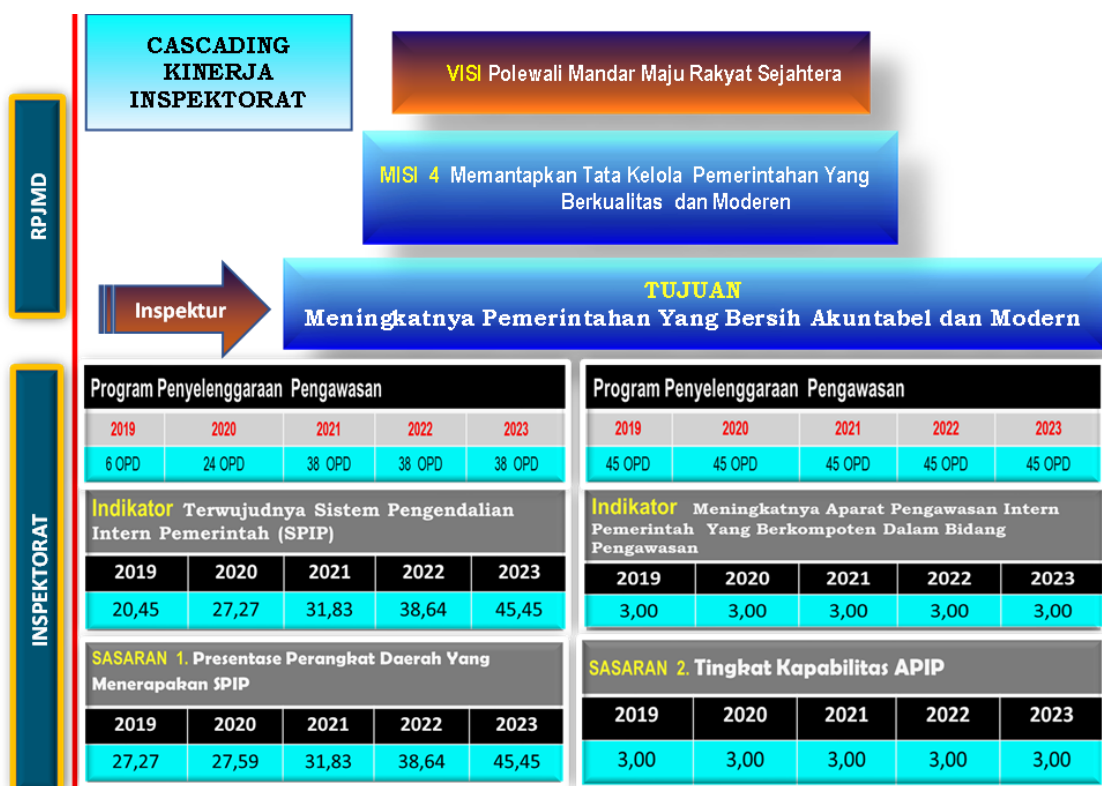 CASCADING
KINERJA
INSPEKTORAT
VISI Polewali Mandar Maju Rakyat Sejahtera
MISI 4 Memantapkan Tata Kelola Pemerintahan Yang
Berkualitas dan Moderen
RPJMD
Inspektur
TUJUAN
Meningkatnya Pemerintahan Yang Bersih Akuntabel dan Modern
INSPEKTORAT
Program Penyelenggaraan Pengawasan
2019 2020 2021 2022 2023
6 OPD 24 OPD 38 OPD 38 OPD 38 OPD
Indikator Terwujudnya Sistem Pengendalian
Intern Pemerintah (SPIP)
2019 2020 2021 2022 2023
20,45 27,27 31,83 38,64 45,45
SASARAN 1. Presentase Perangkat Daerah Yang
Menerapakan SPIP
2019 2020 2021 2022 2023
27,27 27,59 31,83 38,64 45,45
Program Penyelenggaraan Pengawasan
2019 2020 2021 2022 2023
45 OPD 45 OPD 45 OPD 45 OPD 45 OPD
Indikator Meningkatnya Aparat Pengawasan Intern
Pemerintah Yang Berkompoten Dalam Bidang
Pengawasan
2019 2020 2021 2022 2023
3,00 3,00 3,00 3,00 3,00
SASARAN 2. Tingkat Kapabilitas APIP
2019 2020 2021 2022 2023
3,00 3,00 3,00 3,00 3,00